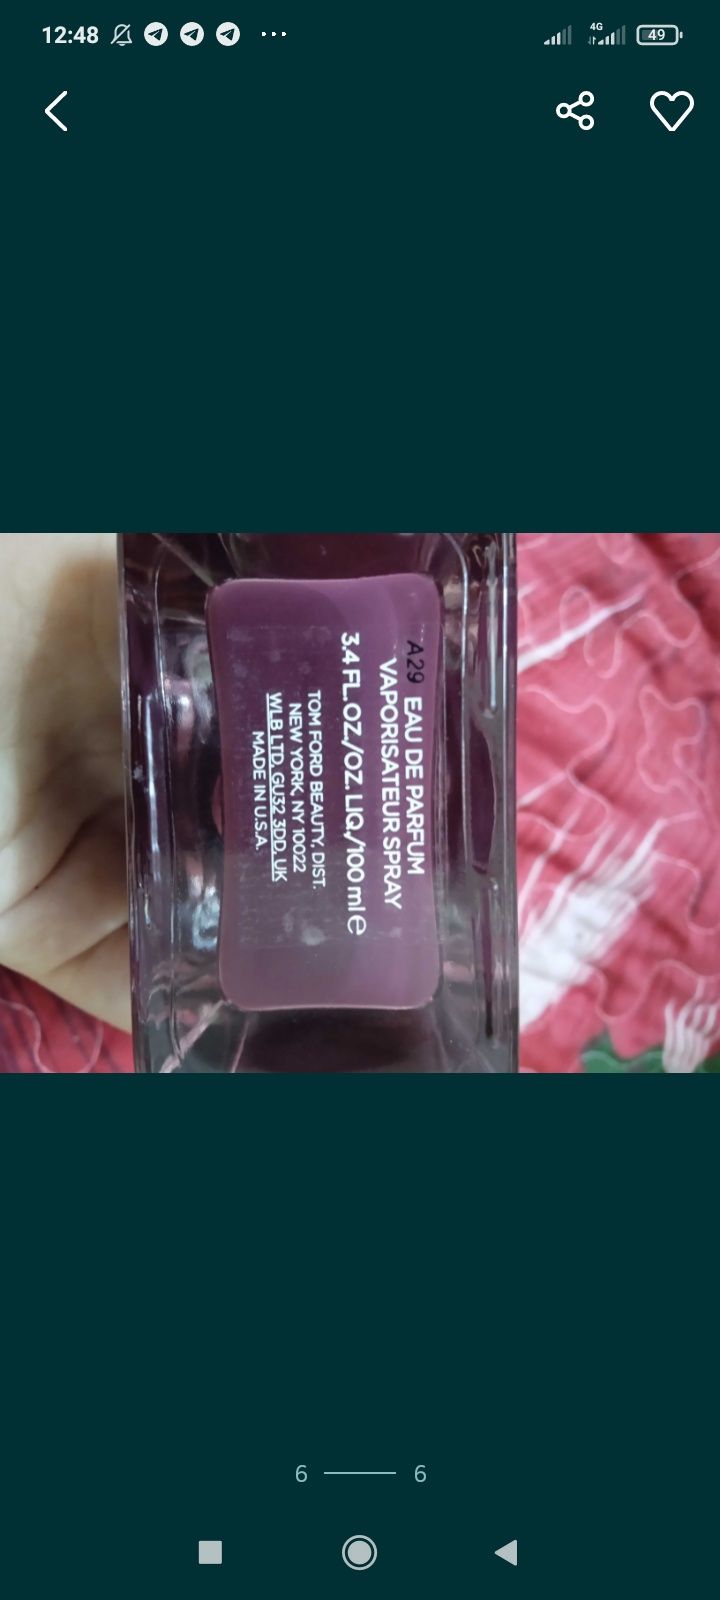 12:48
4G
49
A29 EAU DE PARFUM
VAPORISATEUR SPRAY
3.4 FL.OZ./OZ. LIQ./100 ml e
TOM FORD BEAUTY, DIST.
NEW YORK, NY 10022
WLB LTD, GU32 3DD, UK
MADE IN U.S.A.
6
6